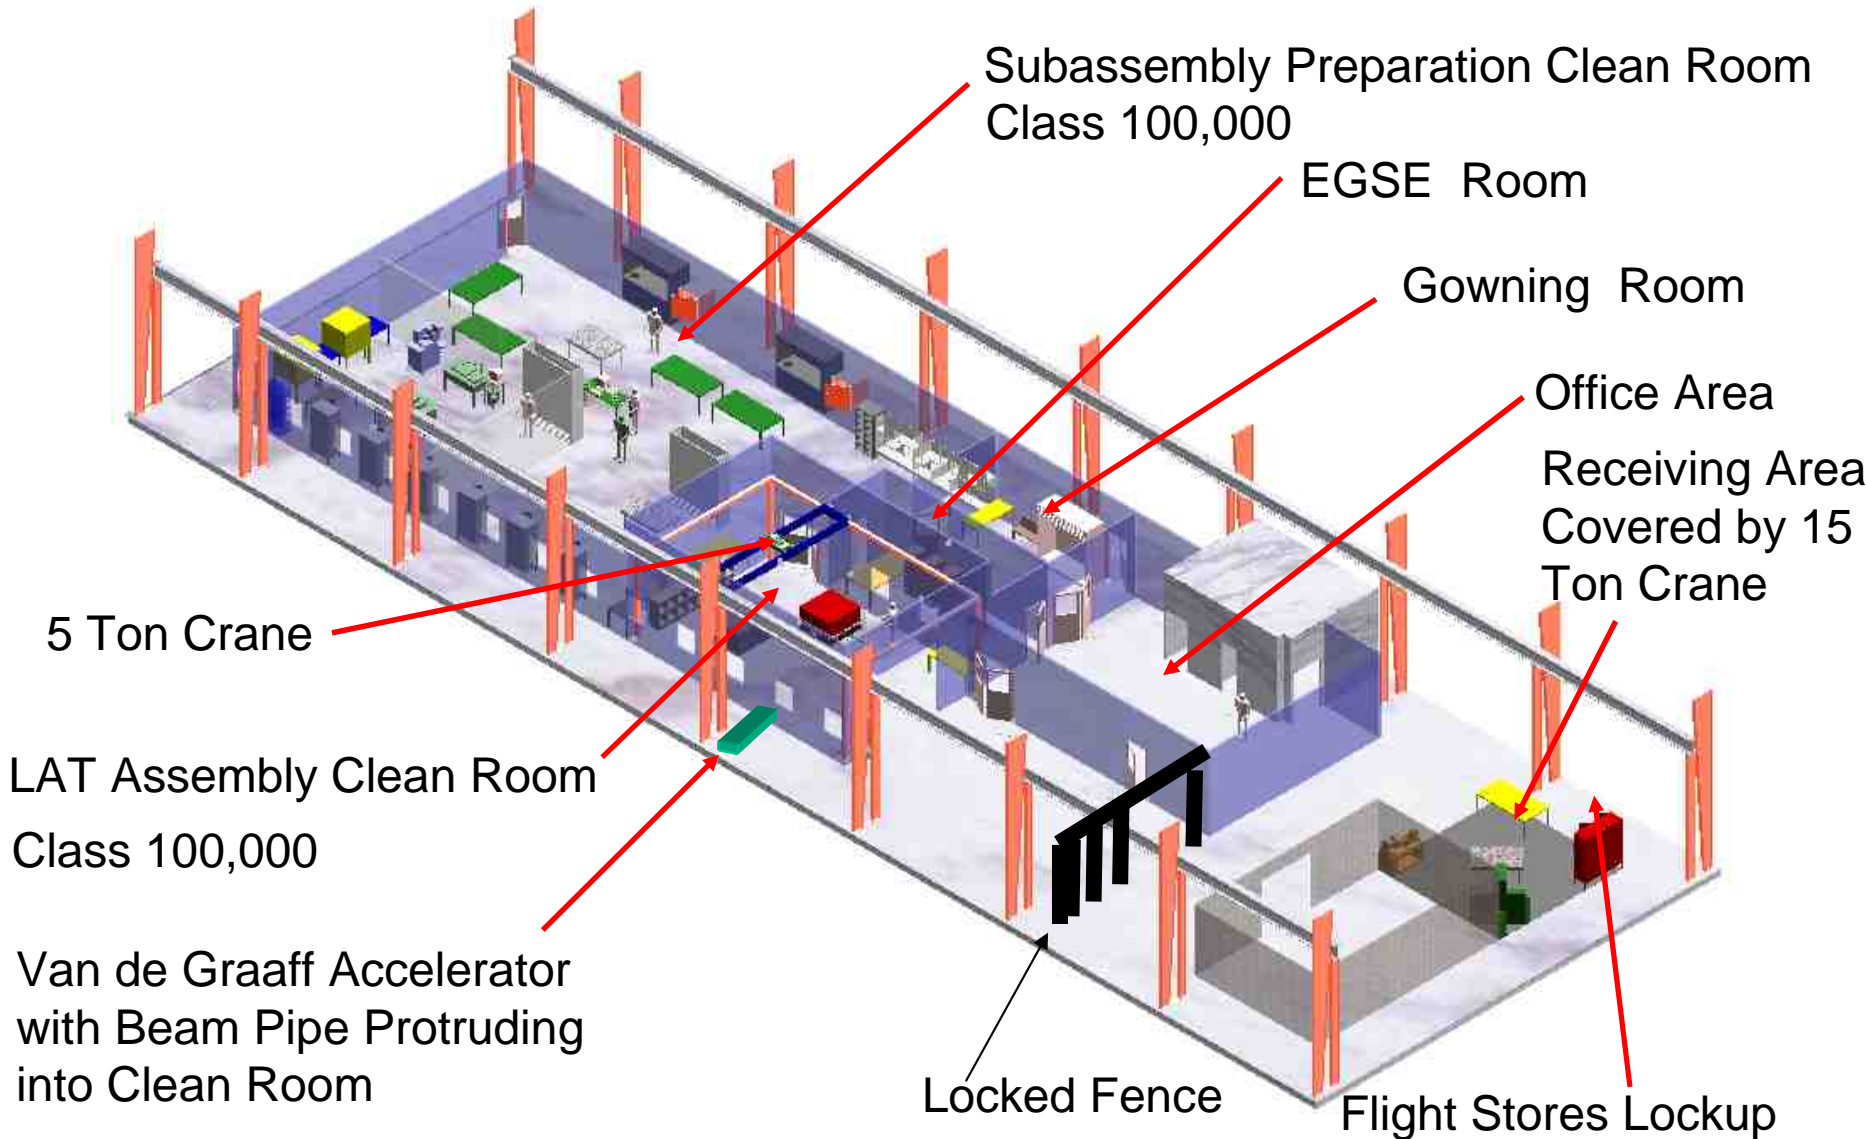 Subassembly Preparation Clean Room
Class 100,000
EGSE Room
Gowning Room
Office Area
Receiving Area
Covered by 15
Ton Crane
5 Ton Crane
LAT Assembly Clean Room
Class 100,000
Van de Graaff Accelerator
with Beam Pipe Protruding
into Clean Room
Locked Fence
Flight Stores Lockup